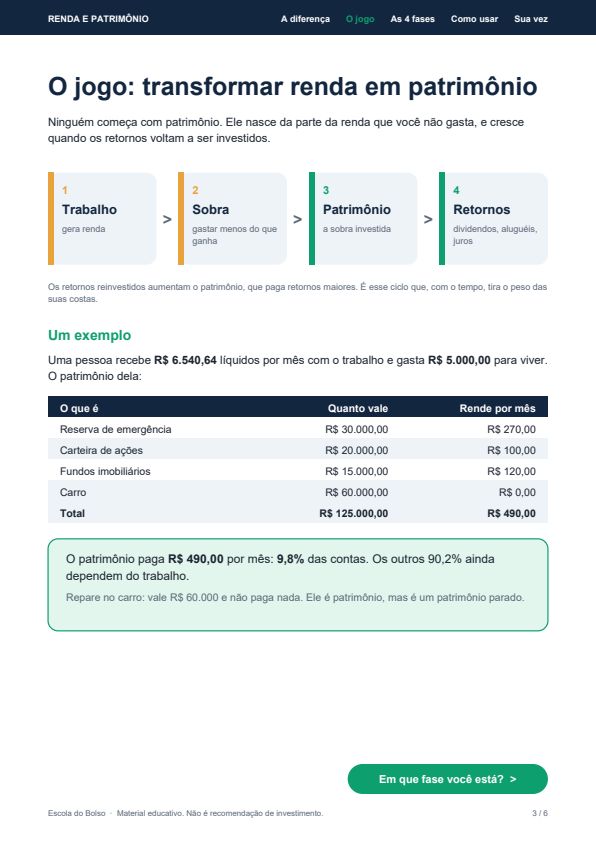 RENDA E PATRIMÔNIO
A diferença O jogo As 4 fases Como usar Sua vez
O jogo: transformar renda em patrimônio
Ninguém começa com patrimônio. Ele nasce da parte da renda que você não gasta, e cresce
quando os retornos voltam a ser investidos.
1
Trabalho
gera renda
>
2
Sobra
gastar menos do que
ganha
>
3
Patrimônio
a sobra investida
>
4
Retornos
dividendos, aluguéis,
juros
Os retornos reinvestidos aumentam o patrimônio, que paga retornos maiores. É esse ciclo que, com o tempo, tira o peso das
suas costas.
Um exemplo
Uma pessoa recebe R$ 6.540,64 líquidos por mês com o trabalho e gasta R$ 5.000,00 para viver.
O patrimônio dela:
O que é Quanto vale Rende por mês
Reserva de emergência R$ 30.000,00 R$ 270,00
Carteira de ações R$ 20.000,00 R$ 100,00
Fundos imobiliários R$ 15.000,00 R$ 120,00
Carro R$ 60.000,00 R$ 0,00
Total R$ 125.000,00 R$ 490,00
O patrimônio paga R$ 490,00 por mês: 9,8% das contas. Os outros 90,2% ainda
dependem do trabalho.
Repare no carro: vale R$ 60.000 e não paga nada. Ele é patrimônio, mas é um patrimônio parado.
Em que fase você está? >
Escola do Bolso · Material educativo. Não é recomendação de investimento.
3 / 6